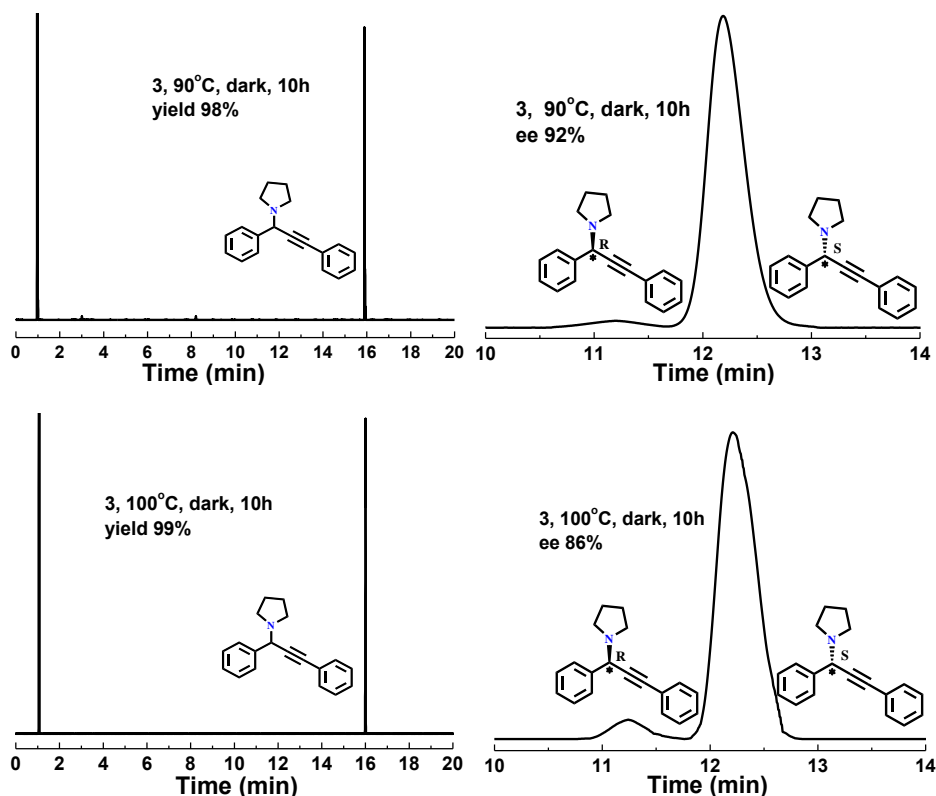 3, 90°C, dark, 10h
yield 98%
N
0 2 4 6 8 10 12 14 16 18 20
Time (min)
3, 90°C, dark, 10h
ee 92%
N
R
*
N
S
*
10 11 12 13 14
Time (min)
3, 100°C, dark, 10h
yield 99%
N
0 2 4 6 8 10 12 14 16 18 20
Time (min)
3, 100°C, dark, 10h
ee 86%
N
R
*
N
S
*
10 11 12 13 14
Time (min)